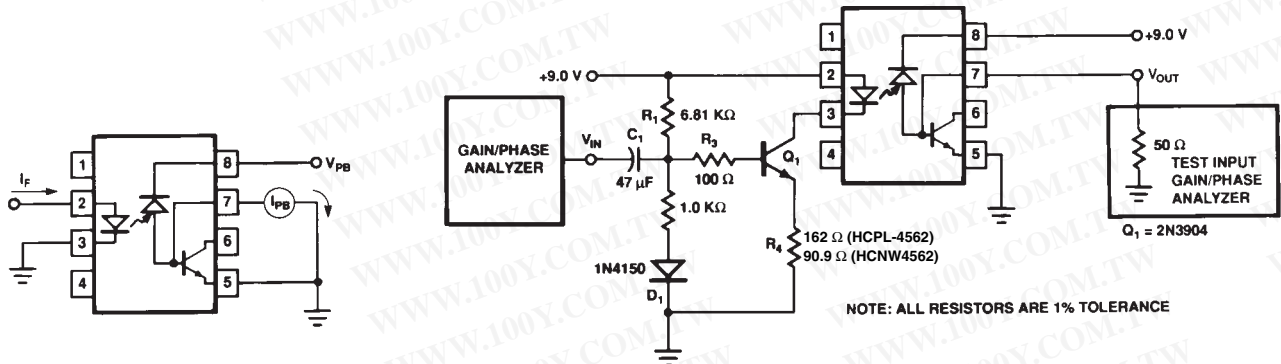 1
2
3
4
8
7
6
5
I_F
V_PB
I_PB
GAIN/PHASE
ANALYZER
V_IN
C_1
47 µF
+9.0 V
R_1
6.81 KΩ
R_3
100 Ω
1.0 KΩ
1N4150
D_1
Q_1
R_4
162 Ω (HCPL-4562)
90.9 Ω (HCNW4562)
1
2
3
4
8
7
6
5
+9.0 V
V_OUT
50 Ω
TEST INPUT
GAIN/PHASE
ANALYZER
Q_1 = 2N3904
NOTE: ALL RESISTORS ARE 1% TOLERANCE
WWW.100Y.COM.TW